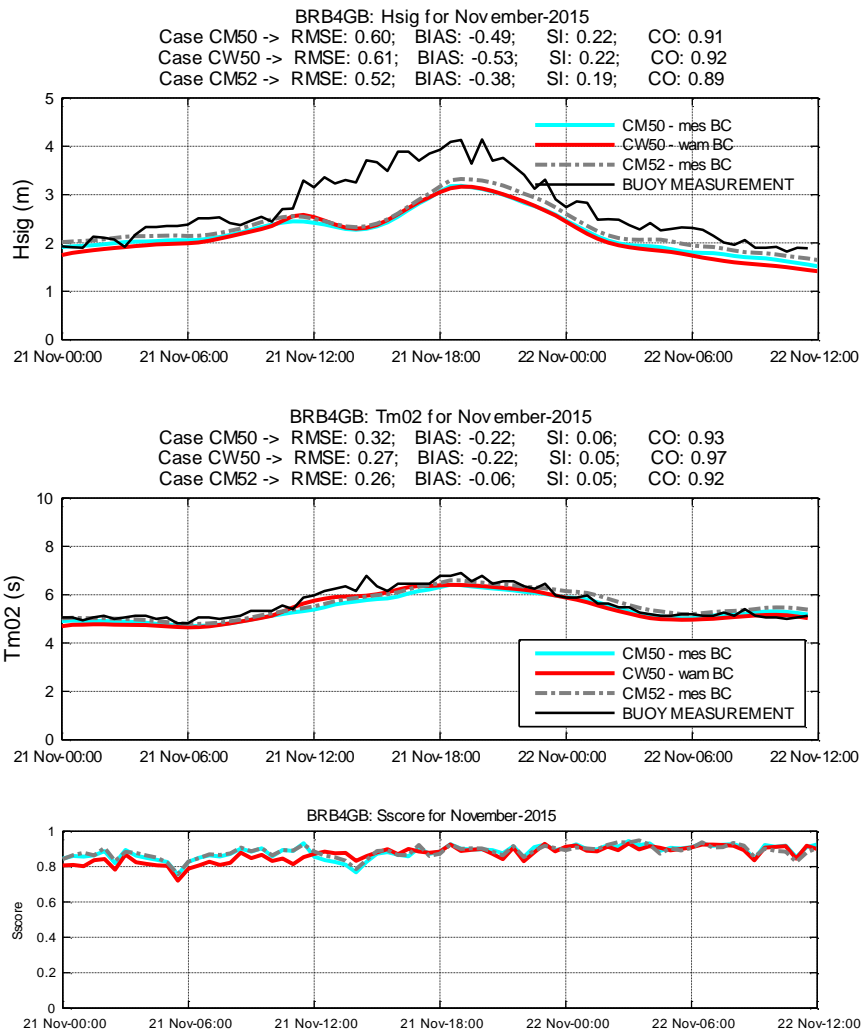 BRB4GB: Hsig for November-2015
Case CM50 -> RMSE: 0.60; BIAS: -0.49; SI: 0.22; CO: 0.91
Case CW50 -> RMSE: 0.61; BIAS: -0.53; SI: 0.22; CO: 0.92
Case CM52 -> RMSE: 0.52; BIAS: -0.38; SI: 0.19; CO: 0.89
5
4
3
2
1
0
Hsig (m)
CM50 - mes BC
CW50 - wam BC
CM52 - mes BC
BUOY MEASUREMENT
21 Nov-00:00 21 Nov-06:00 21 Nov-12:00 21 Nov-18:00 22 Nov-00:00 22 Nov-06:00 22 Nov-12:00
BRB4GB: Tm02 for November-2015
Case CM50 -> RMSE: 0.32; BIAS: -0.22; SI: 0.06; CO: 0.93
Case CW50 -> RMSE: 0.27; BIAS: -0.22; SI: 0.05; CO: 0.97
Case CM52 -> RMSE: 0.26; BIAS: -0.06; SI: 0.05; CO: 0.92
10
8
6
4
2
0
Tm02 (s)
CM50 - mes BC
CW50 - wam BC
CM52 - mes BC
BUOY MEASUREMENT
21 Nov-00:00 21 Nov-06:00 21 Nov-12:00 21 Nov-18:00 22 Nov-00:00 22 Nov-06:00 22 Nov-12:00
BRB4GB: Sscore for November-2015
1
0.8
0.6
0.4
0.2
0
Sscore
21 Nov-00:00 21 Nov-06:00 21 Nov-12:00 21 Nov-18:00 22 Nov-00:00 22 Nov-06:00 22 Nov-12:00